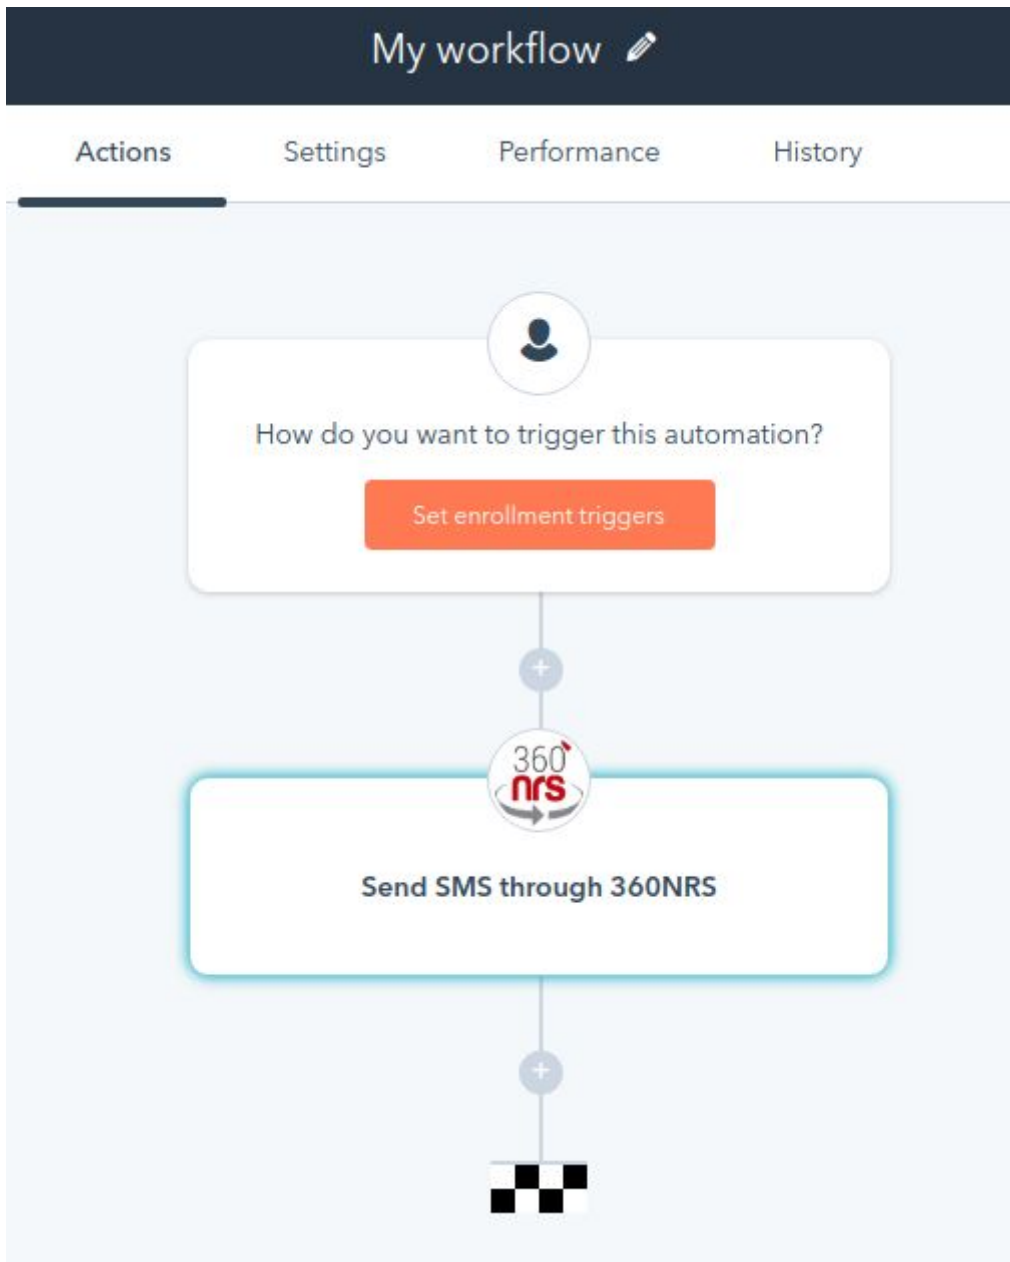 My workflow
Actions Settings Performance History
How do you want to trigger this automation?
Set enrollment triggers
+
360
nrs
Send SMS through 360NRS
+